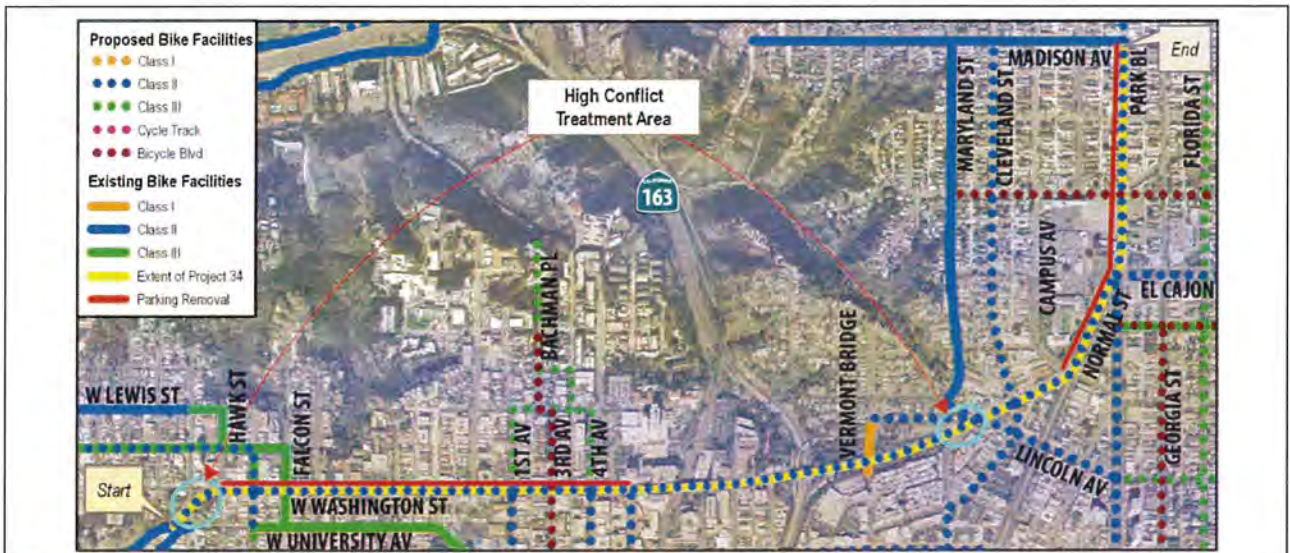 Proposed Bike Facilities
Class I
Class II
Class III
Cycle Track
Bicycle Blvd
Existing Bike Facilities
Class I
Class II
Class III
Extent of Project 34
Parking Removal
High Conflict
Treatment Area
CALIFORNIA
163
End
MADISON AV
PARK BL
MARYLAND ST
CLEVELAND ST
FLORIDA ST
CAMPUS AV
EL CAJON
NORMAL ST
BACHMAN PL
W LEWIS ST
HAWK ST
FALCON ST
1ST AV
3RD AV
4TH AV
VERMONT BRIDGE
GEORGIA ST
LINCOLN AV
Start
W WASHINGTON ST
W UNIVERSITY AV